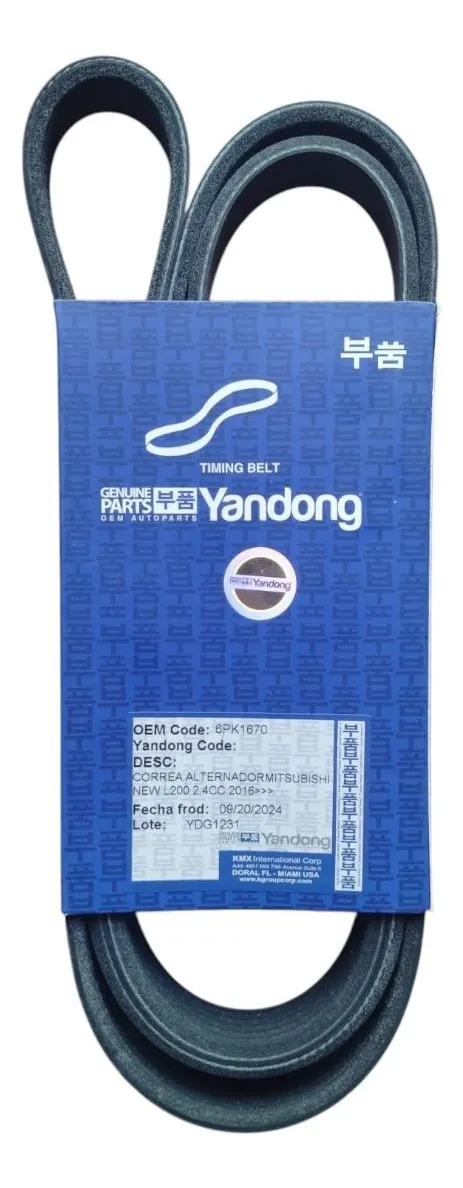 부품
TIMING BELT
GENUINE
PARTS 부품 Yandong
OEM AUTOPARTS
Yandong
OEM Code: 6PK1670
Yandong Code:
DESC:
CORREA ALTERNADORMITSUBISHI
NEW L200 2.4CC 2016>>>
Fecha frod: 09/20/2024
Lote: YDG1231
부품 Yandong
KMX International Corp
DORAL FL - MIAMI USA
www.kgroupcorp.com